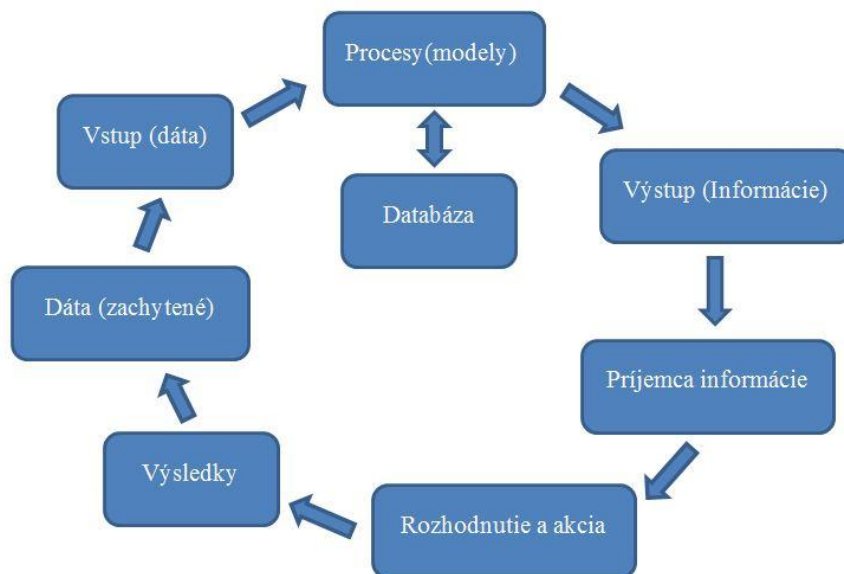 Procesy(modely)
Vstup (dáta)
Výstup (Informácie)
Databáza
Dáta (zachytené)
Príjemca informácie
Výsledky
Rozhodnutie a akcia